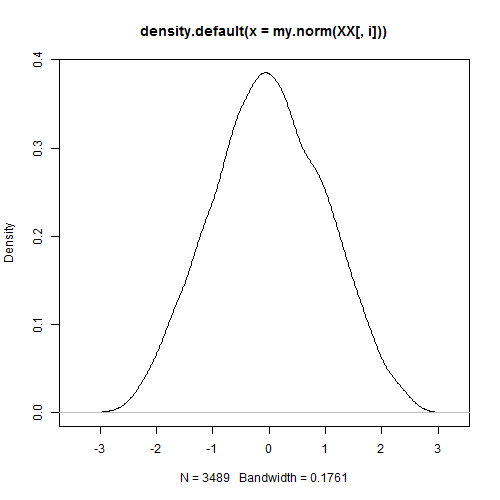 density.default(x = my.norm(XX[, i]))
Density
0.4
0.3
0.2
0.1
0.0
-3 -2 -1 0 1 2 3
N = 3489 Bandwidth = 0.1761